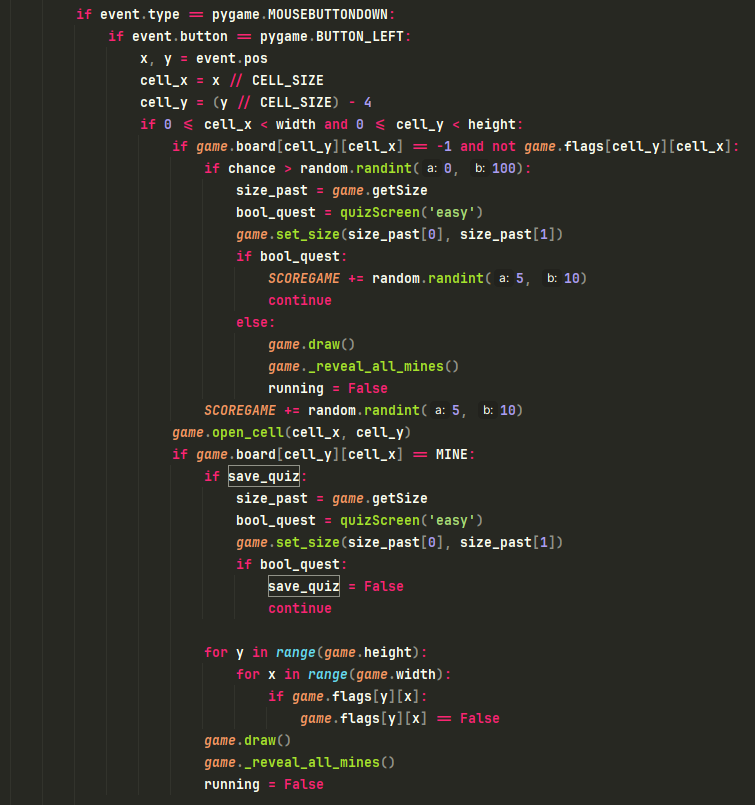 if event.type == pygame.MOUSEBUTTONDOWN:
if event.button == pygame.BUTTON_LEFT:
x, y = event.pos
cell_x = x // CELL_SIZE
cell_y = (y // CELL_SIZE) - 4
if 0 <= cell_x < width and 0 <= cell_y < height:
if game.board[cell_y][cell_x] == -1 and not game.flags[cell_y][cell_x]:
if chance > random.randint( a: 0, b: 100):
size_past = game.getSize
bool_quest = quizScreen('easy')
game.set_size(size_past[0], size_past[1])
if bool_quest:
SCOREGAME += random.randint( a: 5, b: 10)
continue
else:
game.draw()
game._reveal_all_mines()
running = False
SCOREGAME += random.randint( a: 5, b: 10)
game.open_cell(cell_x, cell_y)
if game.board[cell_y][cell_x] == MINE:
if save_quiz:
size_past = game.getSize
bool_quest = quizScreen('easy')
game.set_size(size_past[0], size_past[1])
if bool_quest:
save_quiz = False
continue
for y in range(game.height):
for x in range(game.width):
if game.flags[y][x]:
game.flags[y][x] == False
game.draw()
game._reveal_all_mines()
running = False